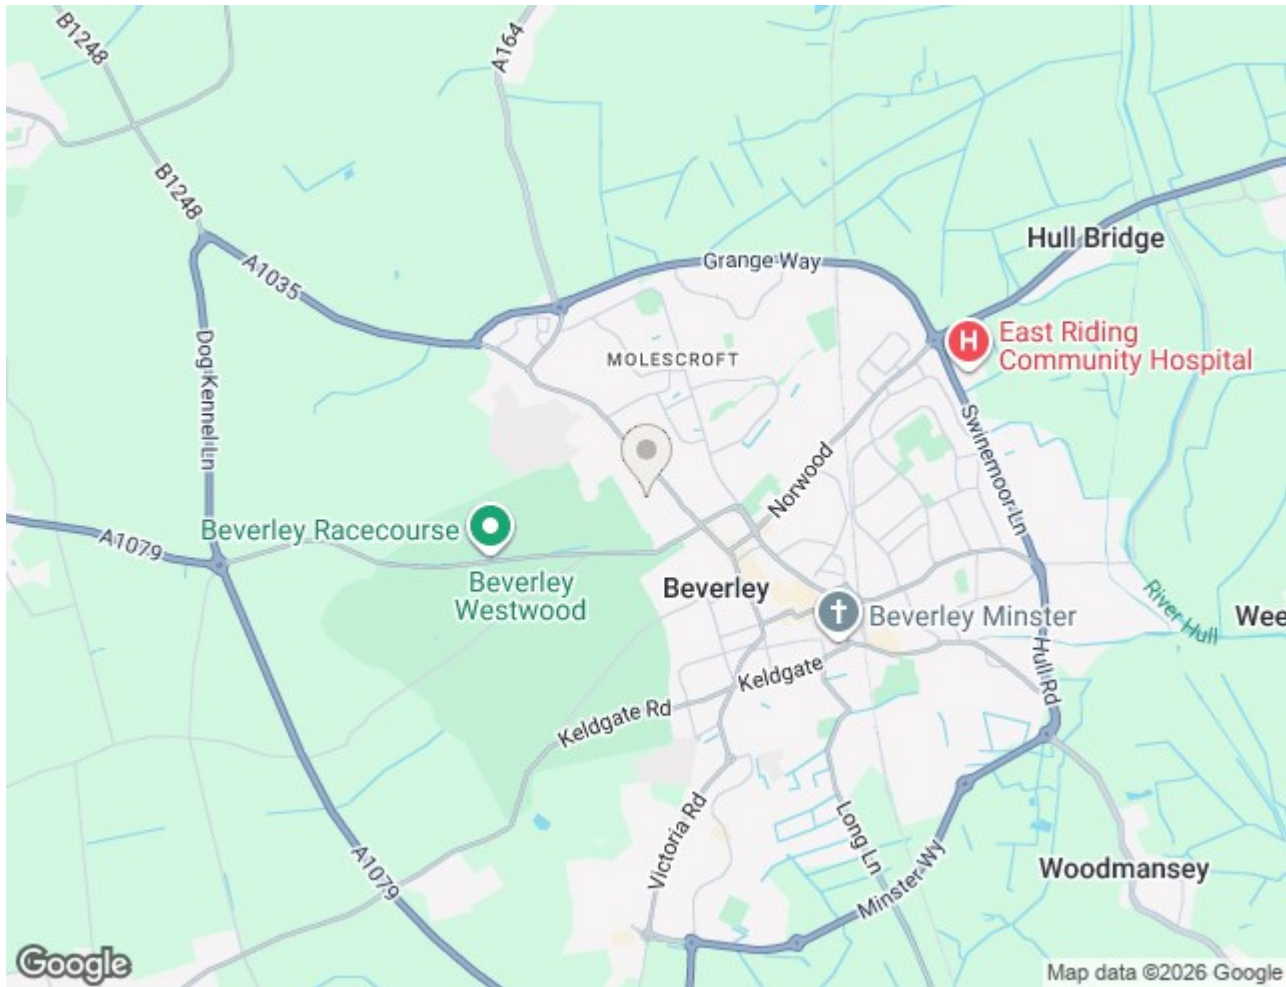 B1248
A164
B1248
Hull Bridge
Grange Way
A1035
East Riding
Community Hospital
MOLESCROFT
Dog Kennel Ln
Swinemoor Ln
Norwood
Beverley Racecourse
A1079
Beverley
Westwood
Beverley
Beverley Minster
River Hull
Wee
Keldgate
Hull Rd
Keldgate Rd
Victoria Rd
Long Ln
A1079
Minster Wy
Woodmansey
Google
Map data ©2026 Google